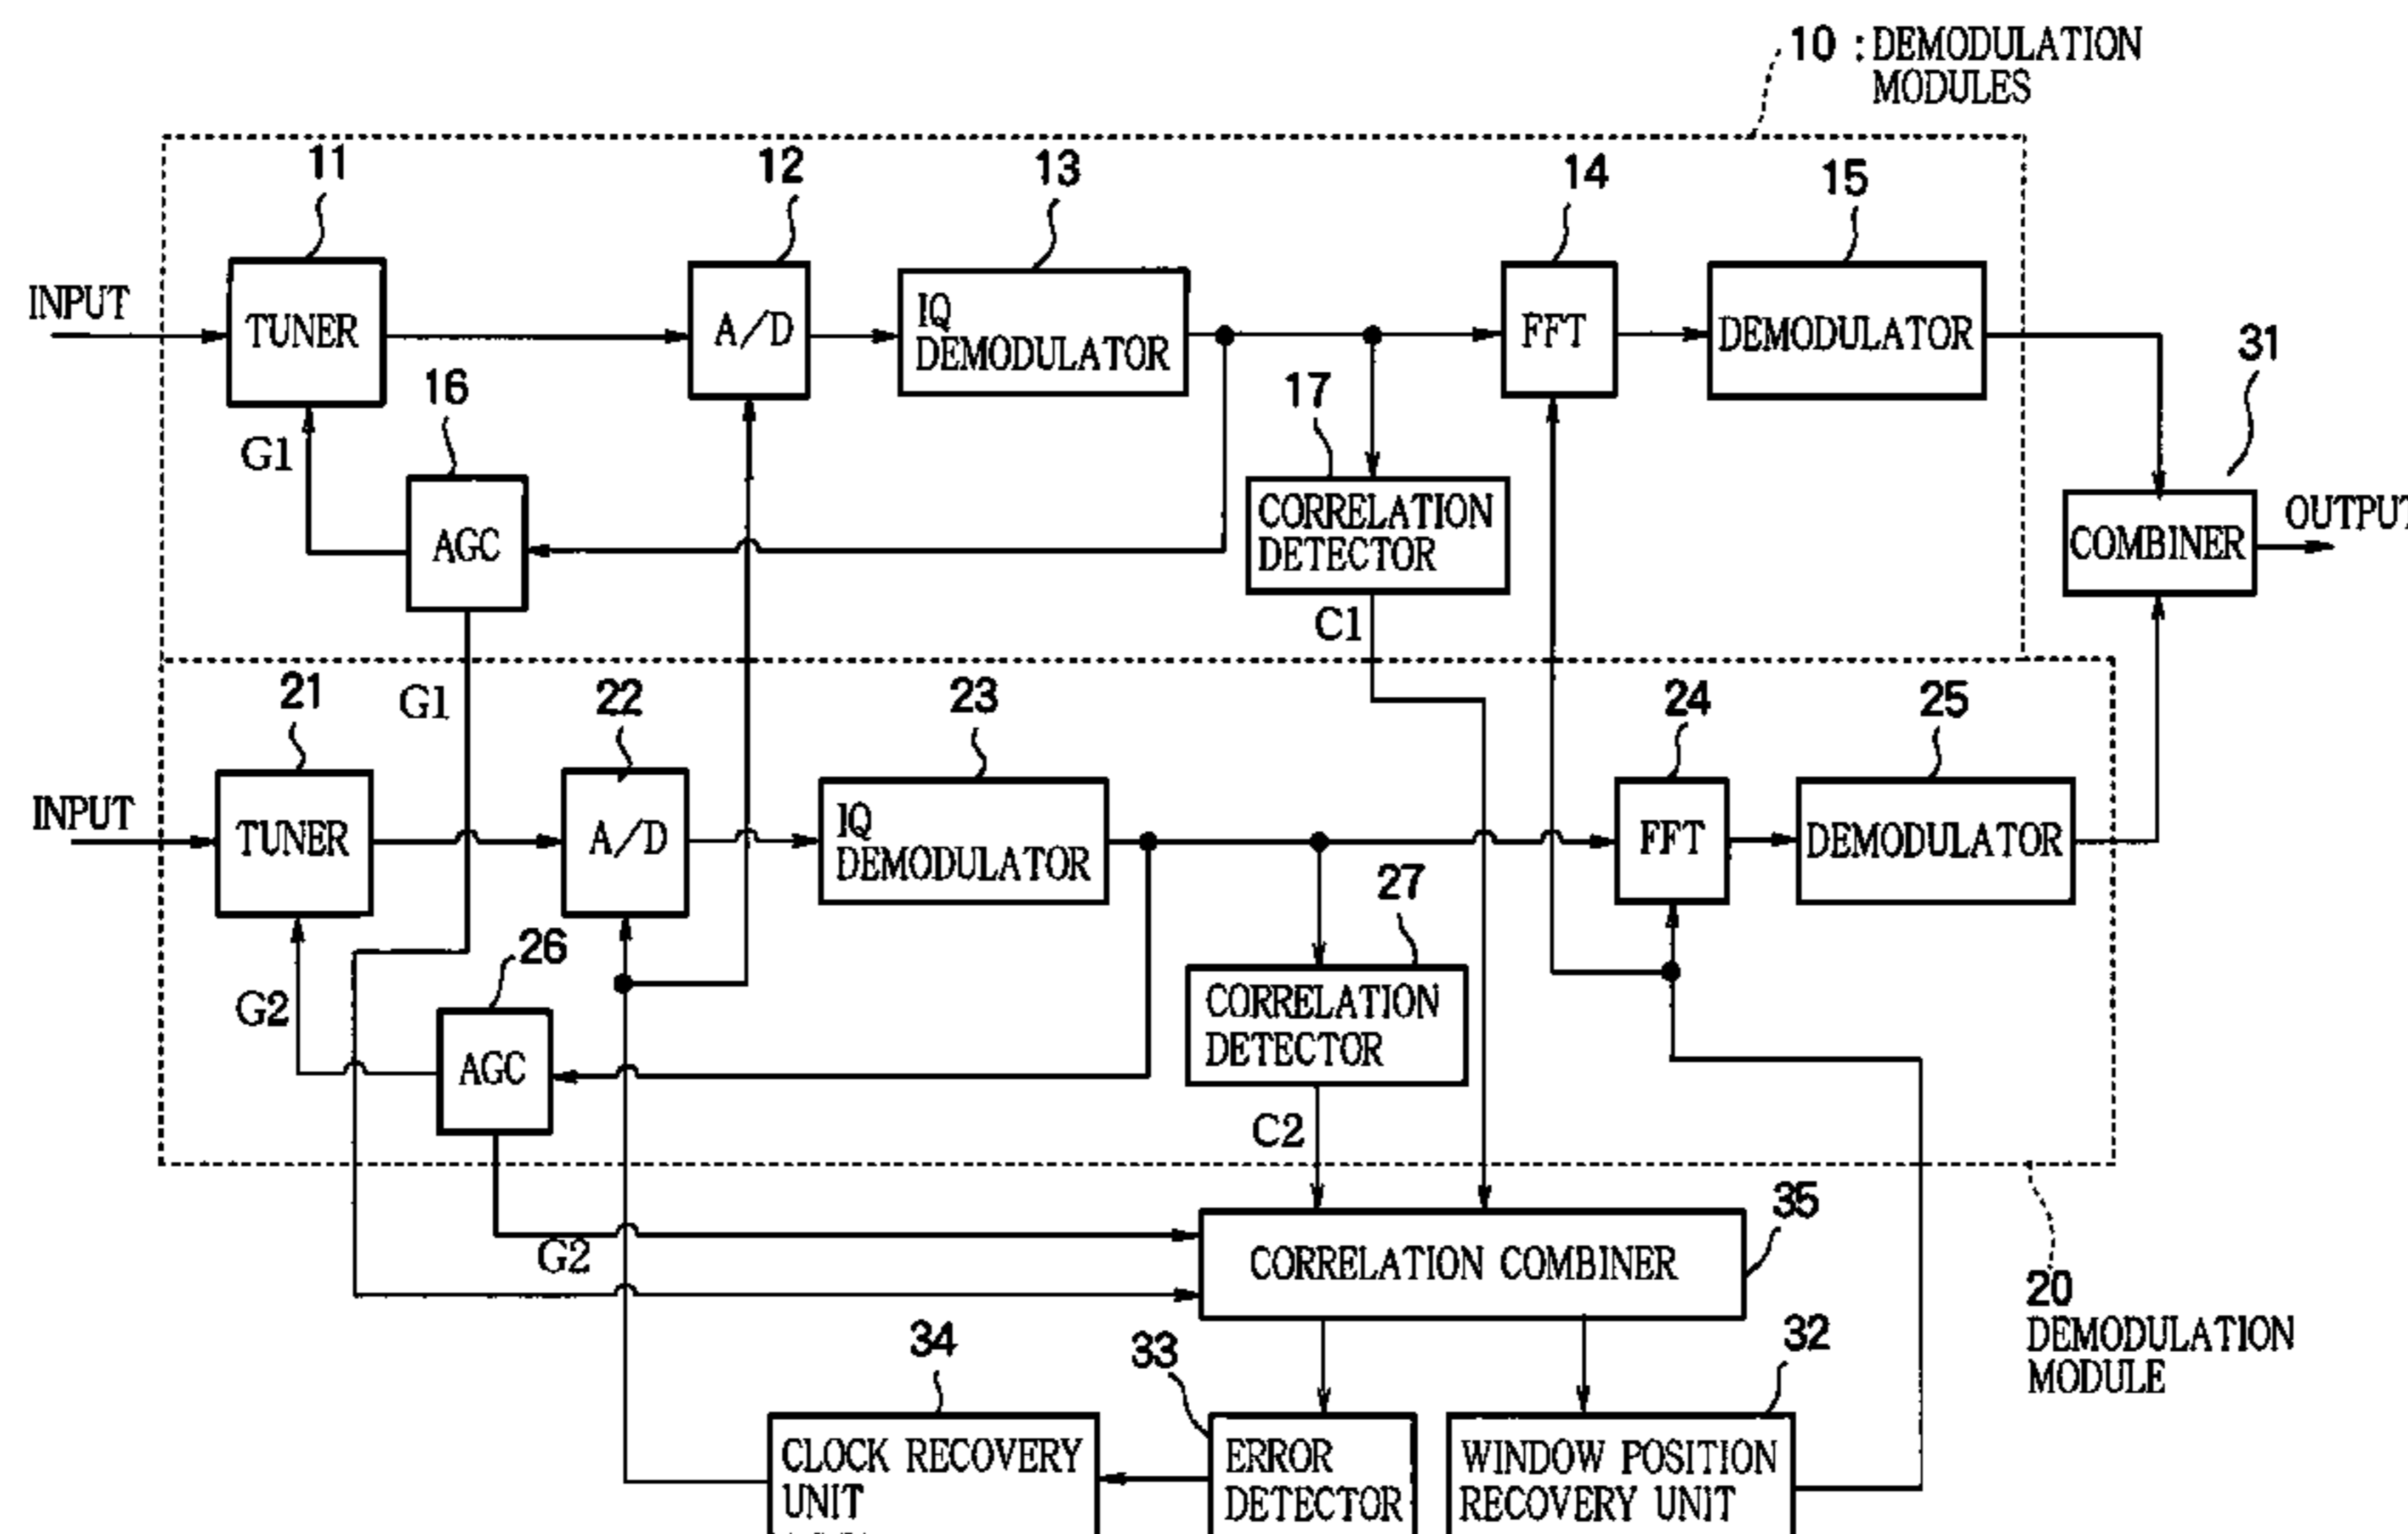 10 : DEMODULATION
MODULES
11
12
13
14
15
INPUT
TUNER
A/D
IQ
DEMODULATOR
FFT
DEMODULATOR
31
16
17
G1
AGC
CORRELATION
DETECTOR
COMBINER
OUTPUT
C1
21
G1
22
23
24
25
INPUT
TUNER
A/D
IQ
DEMODULATOR
FFT
DEMODULATOR
27
26
G2
AGC
CORRELATION
DETECTOR
C2
35
G2
CORRELATION COMBINER
20
DEMODULATION
MODULE
34
33
32
CLOCK RECOVERY
UNIT
ERROR
DETECTOR
WINDOW POSITION
RECOVERY UNIT